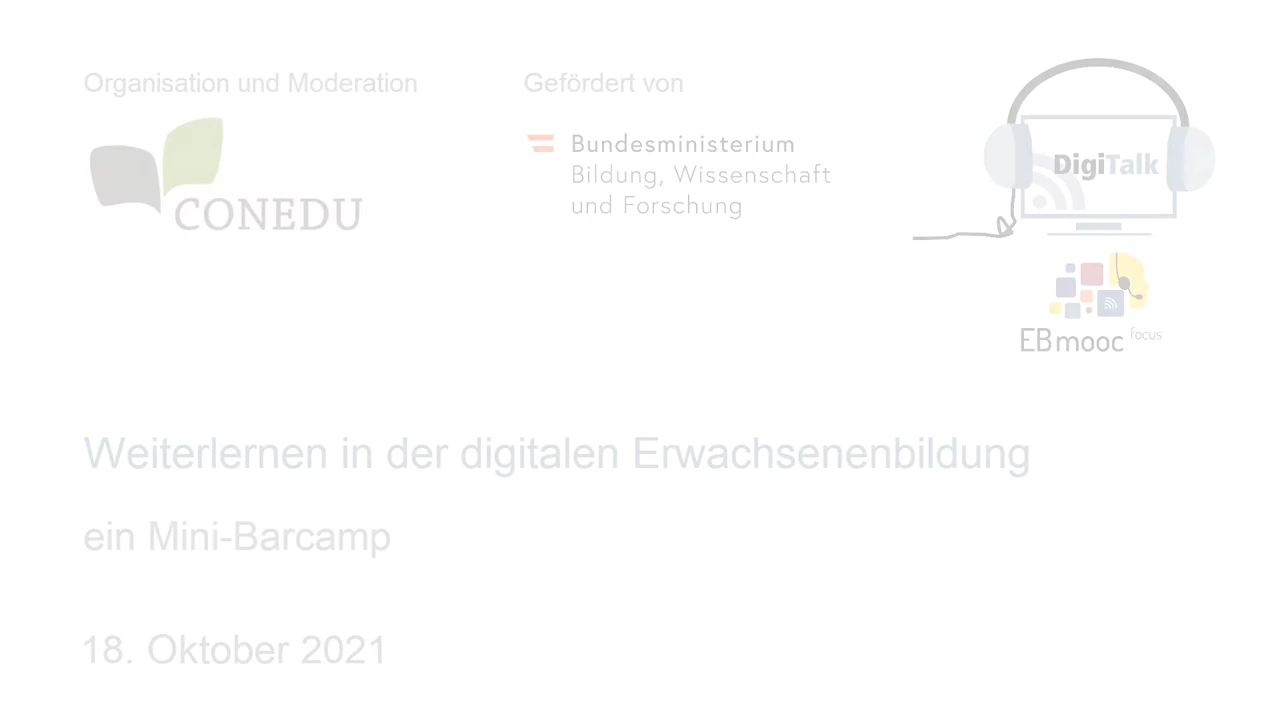 Organisation und Moderation
CONEDU
Gefördert von
Bundesministerium
Bildung, Wissenschaft
und Forschung
DigiTalk
EBmooc focus
Weiterlernen in der digitalen Erwachsenenbildung
ein Mini-Barcamp
18. Oktober 2021